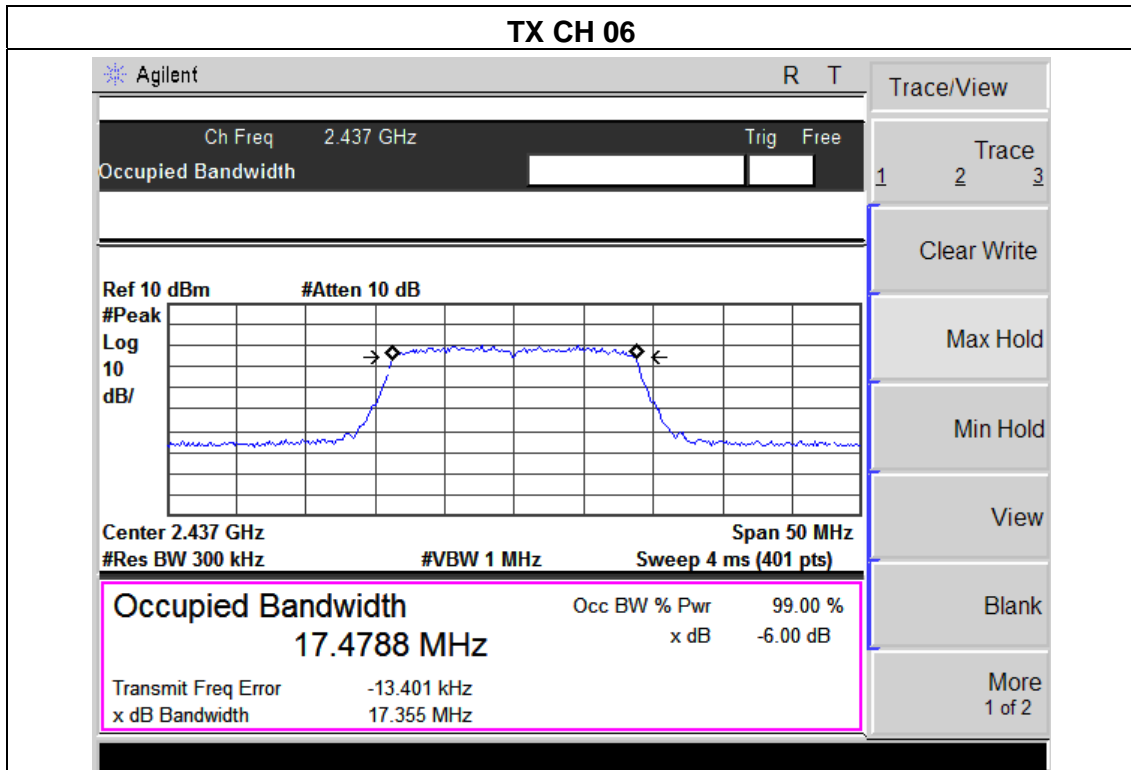 TX CH 06
Agilent R T
Trace/View
Ch Freq 2.437 GHz Trig Free
Occupied Bandwidth
Trace
1 2 3
Clear Write
Ref 10 dBm #Atten 10 dB
#Peak
Log
10
dB/
Max Hold
Min Hold
View
Center 2.437 GHz Span 50 MHz
#Res BW 300 kHz #VBW 1 MHz Sweep 4 ms (401 pts)
Occupied Bandwidth Occ BW % Pwr 99.00 %
17.4788 MHz x dB -6.00 dB
Blank
Transmit Freq Error -13.401 kHz
x dB Bandwidth 17.355 MHz
More
1 of 2